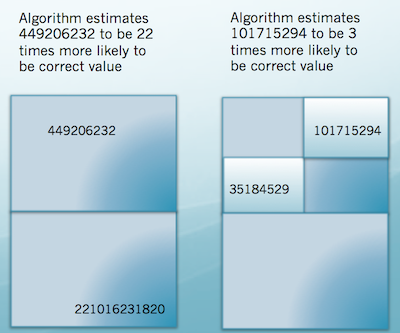 Algorithm estimates
449206232 to be 22
times more likely to
be correct value
449206232
221016231820
Algorithm estimates
101715294 to be 3
times more likely to
be correct value
101715294
35184529